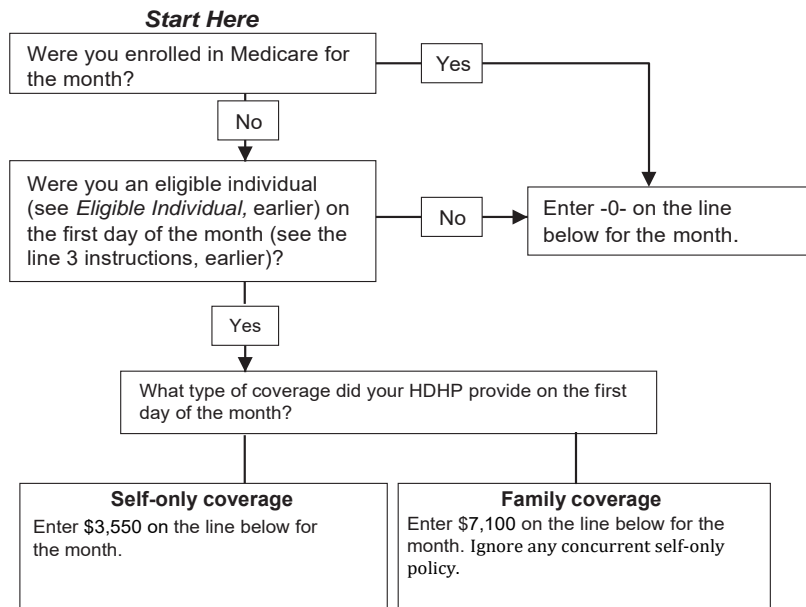 Start Here
Were you enrolled in Medicare for
the month?
Yes
No
Were you an eligible individual
(see Eligible Individual, earlier) on
the first day of the month (see the
line 3 instructions, earlier)?
No
Enter -0- on the line
below for the month.
Yes
What type of coverage did your HDHP provide on the first
day of the month?
Self-only coverage
Enter $3,550 on the line below for
the month.
Family coverage
Enter $7,100 on the line below for the
month. Ignore any concurrent self-only
policy.